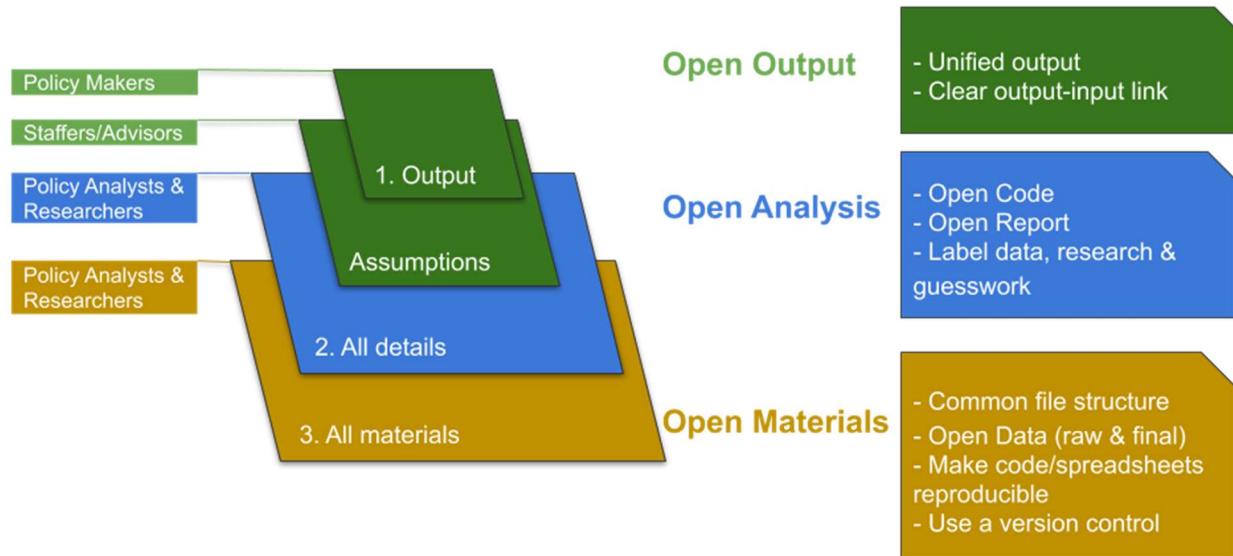 Policy Makers
Staffers/Advisors
Policy Analysts &
Researchers
Policy Analysts &
Researchers
1. Output
Assumptions
2. All details
3. All materials
Open Output
- Unified output
- Clear output-input link
Open Analysis
- Open Code
- Open Report
- Label data, research &
guesswork
Open Materials
- Common file structure
- Open Data (raw & final)
- Make code/spreadsheets
reproducible
- Use a version control